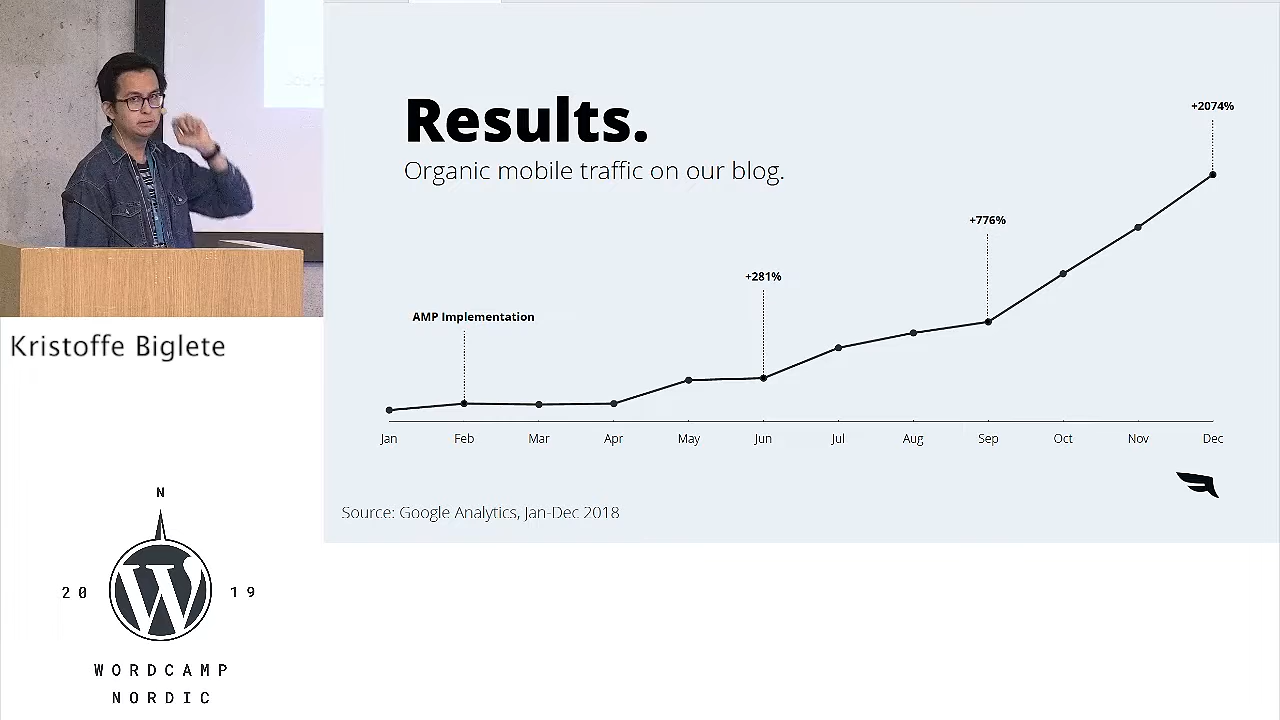 Results.
Organic mobile traffic on our blog.
+2074%
+776%
+281%
AMP Implementation
Jan Feb Mar Apr May Jun Jul Aug Sep Oct Nov Dec
Source: Google Analytics, Jan-Dec 2018
Kristoffe Biglete
N
20 19
WORDCAMP
NORDIC